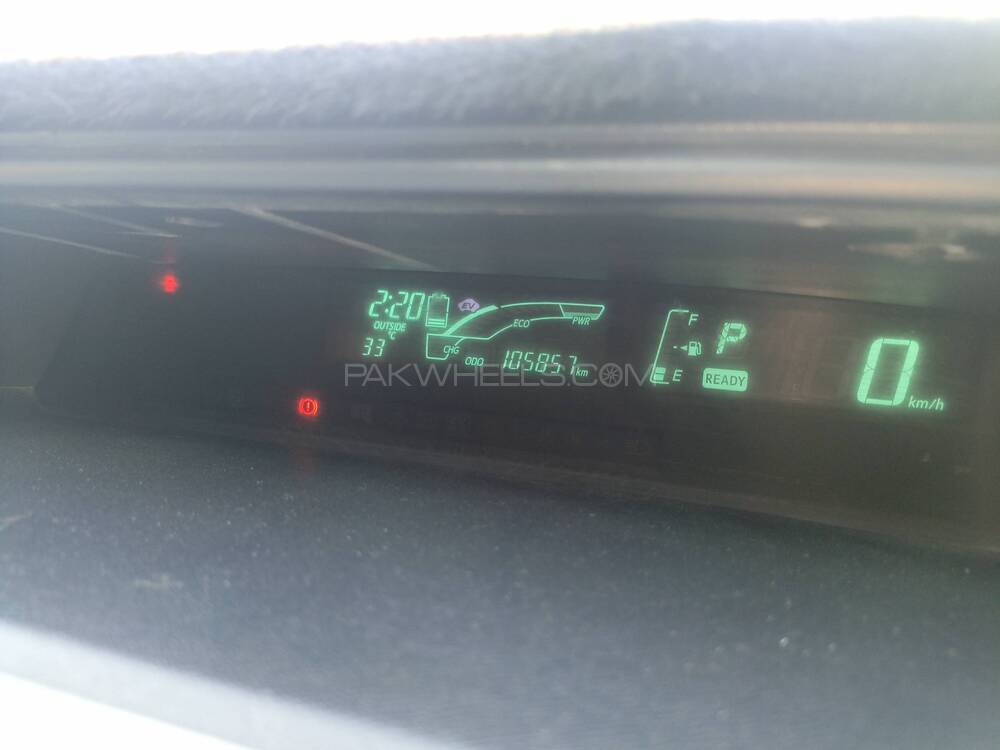 2:20
EV
OUTSIDE
°C
33
ECO
PWR
CHG
ODO 105857 km
F
E
P
READY
0 km/h
PAKWHEELS.COM